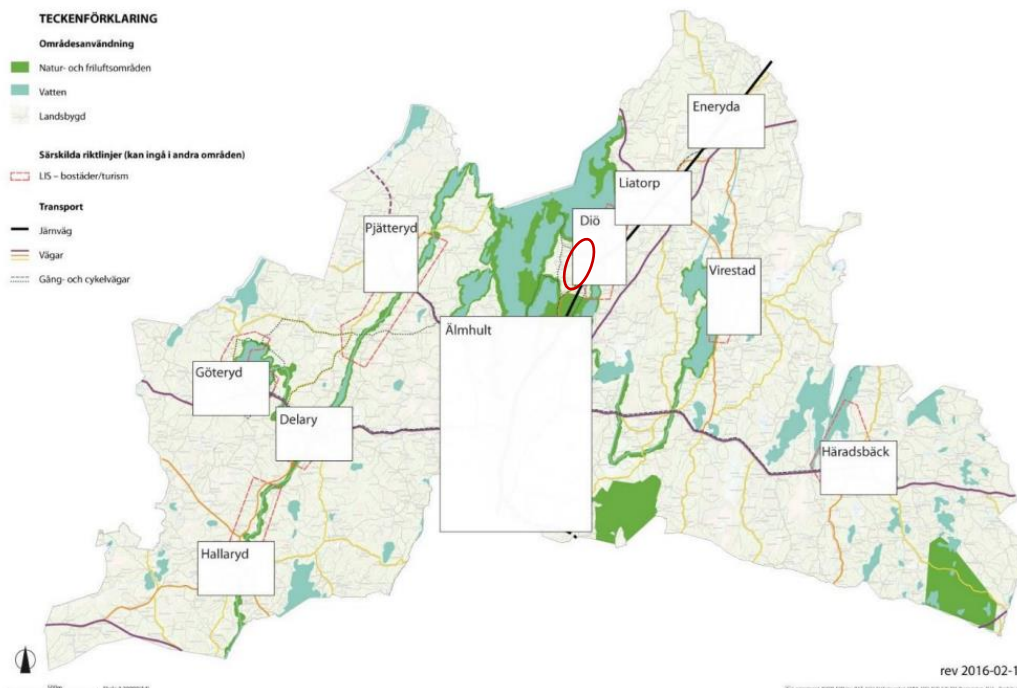 TECKENFÖRKLARING
Områdesanvändning
Natur- och friluftsområden
Vatten
Landsbygd
Särskilda riktlinjer (kan ingå i andra områden)
LIS – bostäder/turism
Transport
Järnväg
Vägar
Gång- och cykelvägar
Eneryda
Liatorp
Diö
Pjätteryd
Virestad
Älmhult
Göteryd
Delary
Häradsbäck
Hallaryd
rev 2016-02-1